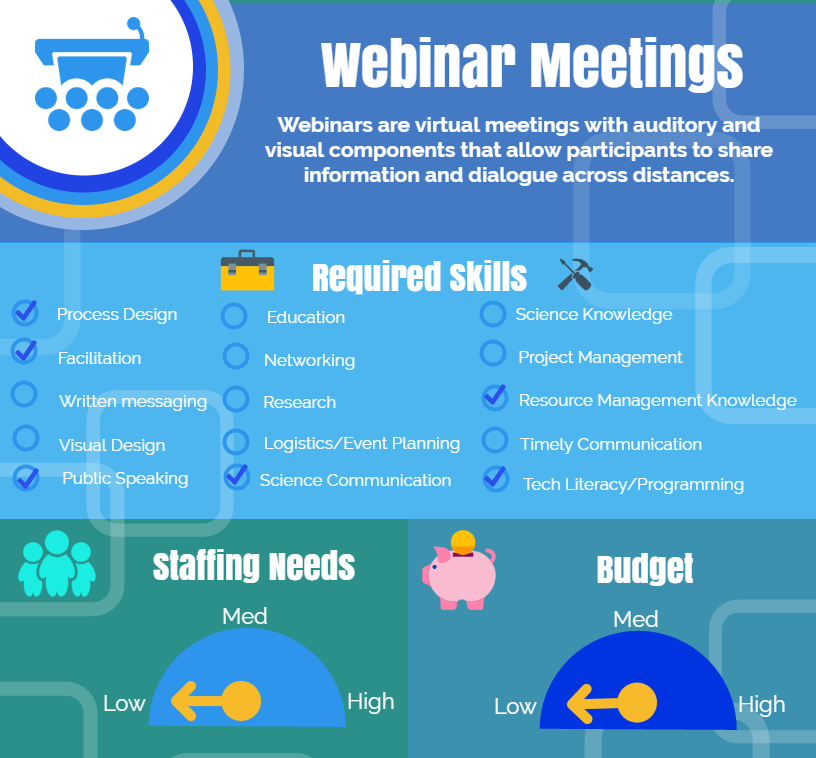 Webinar Meetings
Webinars are virtual meetings with auditory and
visual components that allow participants to share
information and dialogue across distances.
Required Skills
Process Design
Facilitation
Written messaging
Visual Design
Public Speaking
Education
Networking
Research
Logistics/Event Planning
Science Communication
Science Knowledge
Project Management
Resource Management Knowledge
Timely Communication
Tech Literacy/Programming
Staffing Needs
Med
Low
High
Budget
Med
Low
High